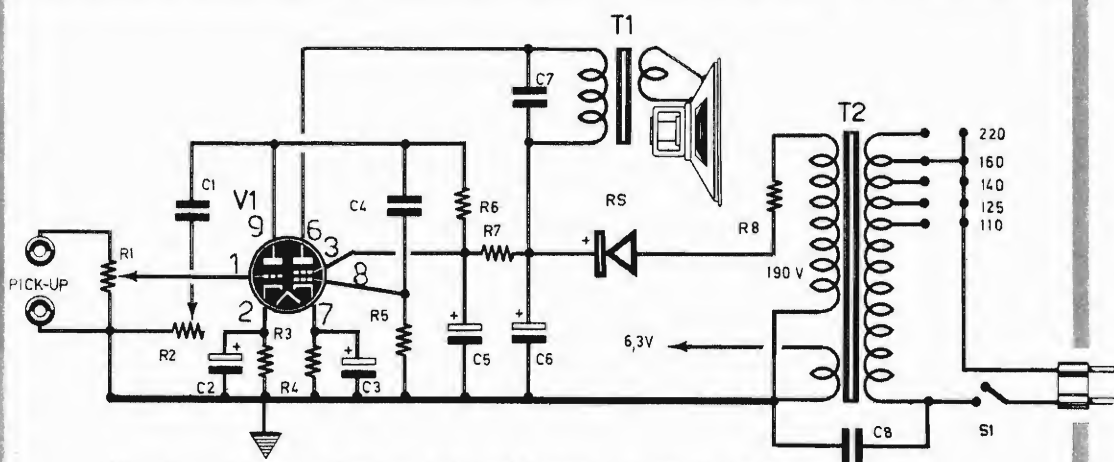 T1
C7
T2
220
160
140
125
110
C1
V1
9
6
3
8
C4
R6
R7
RS
R8
190 V
PICK-UP
R1
1
2
7
R2
R3
R4
R5
C2
C3
C5
C6
6,3V
C8
S1